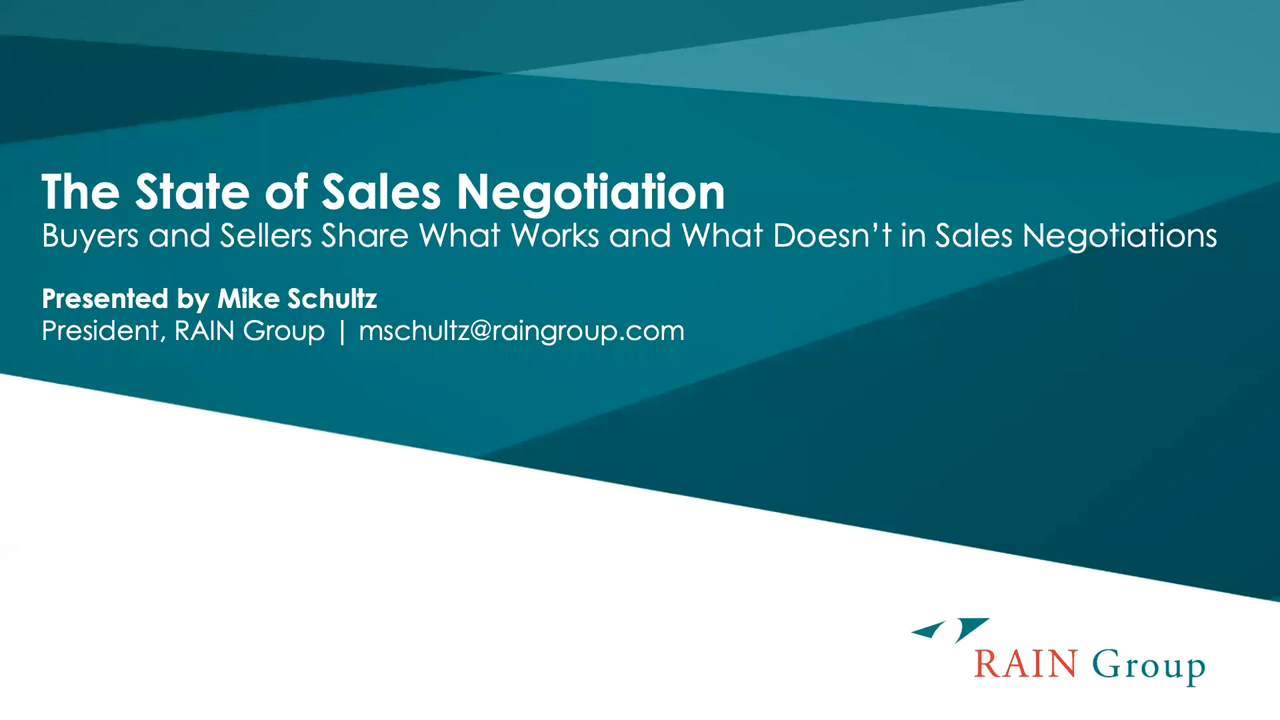 The State of Sales Negotiation
Buyers and Sellers Share What Works and What Doesn’t in Sales Negotiations
Presented by Mike Schultz
President, RAIN Group | mschultz@raingroup.com
RAIN Group